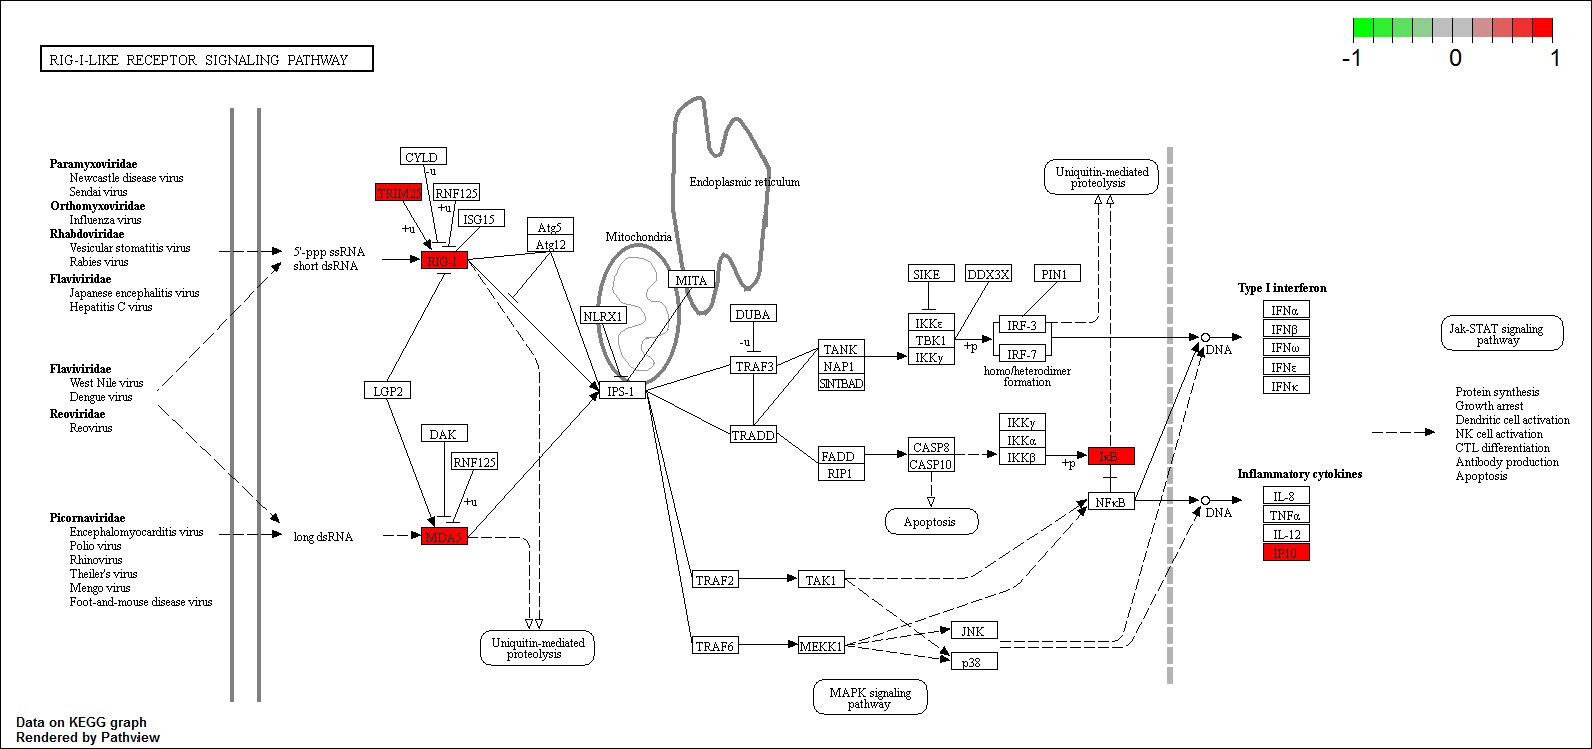 -1 0 1
RIG-I-LIKE RECEPTOR SIGNALING PATHWAY
Paramyxoviridae
Newcastle disease virus
Sendai virus
Orthomyxoviridae
Influenza virus
Rhabdoviridae
Vesicular stomatitis virus
Rabies virus
Flaviviridae
Japanese encephalitis virus
Hepatitis C virus
Flaviviridae
West Nile virus
Dengue virus
Reoviridae
Reovirus
Picornaviridae
Encephalomyocarditis virus
Polio virus
Rhinovirus
Theiler's virus
Mengo virus
Foot-and-mouse disease virus
5'-ppp ssRNA
short dsRNA
long dsRNA
CYLD
-u
TRIM25
RNF125
+u
ISG15
+u
RIG-I
Atg5
Atg12
LGP2
DAK
RNF125
+u
MDA5
Uniquitin-mediated
proteolysis
Mitochondria
Endoplasmic reticulum
MITA
NLRX1
IPS-1
DUBA
-u
TRAF3
TRADD
TANK
NAP1
SINTBAD
FADD
RIP1
TRAF2
TAK1
TRAF6
MEKK1
SIKE
DDX3X
PIN1
IKKε
TBK1
IKKγ
+p
IRF-3
IRF-7
homo/heterodimer
formation
Uniquitin-mediated
proteolysis
CASP8
CASP10
Apoptosis
IKKγ
IKKα
IKKβ
+p
IκB
NFκB
JNK
p38
MAPK signaling
pathway
DNA
DNA
Type I interferon
IFNα
IFNβ
IFNω
IFNε
IFNκ
Inflammatory cytokines
IL-8
TNFα
IL-12
IP10
Jak-STAT signaling
pathway
Protein synthesis
Growth arrest
Dendritic cell activation
NK cell activation
CTL differentiation
Antibody production
Apoptosis
Data on KEGG graph
Rendered by Pathview